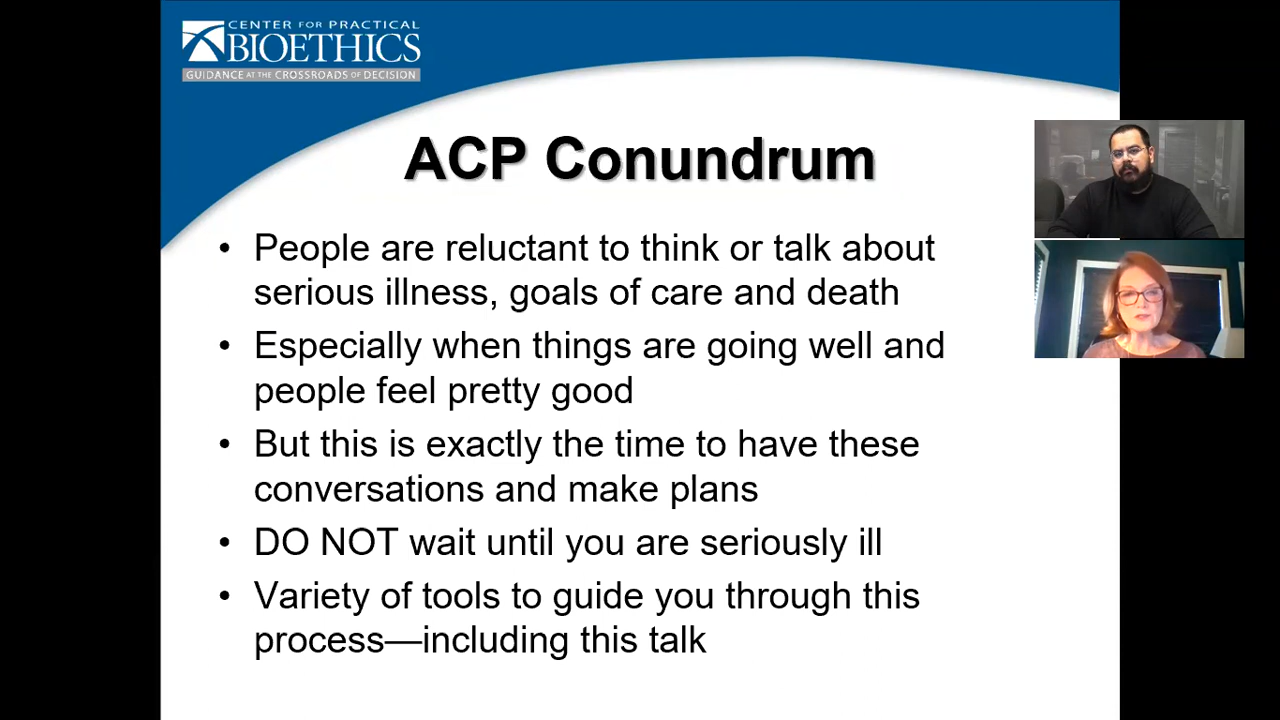 CENTER FOR PRACTICAL
BIOETHICS
GUIDANCE AT THE CROSSROADS OF DECISION
ACP Conundrum
• People are reluctant to think or talk about
serious illness, goals of care and death
• Especially when things are going well and
people feel pretty good
• But this is exactly the time to have these
conversations and make plans
• DO NOT wait until you are seriously ill
• Variety of tools to guide you through this
process—including this talk